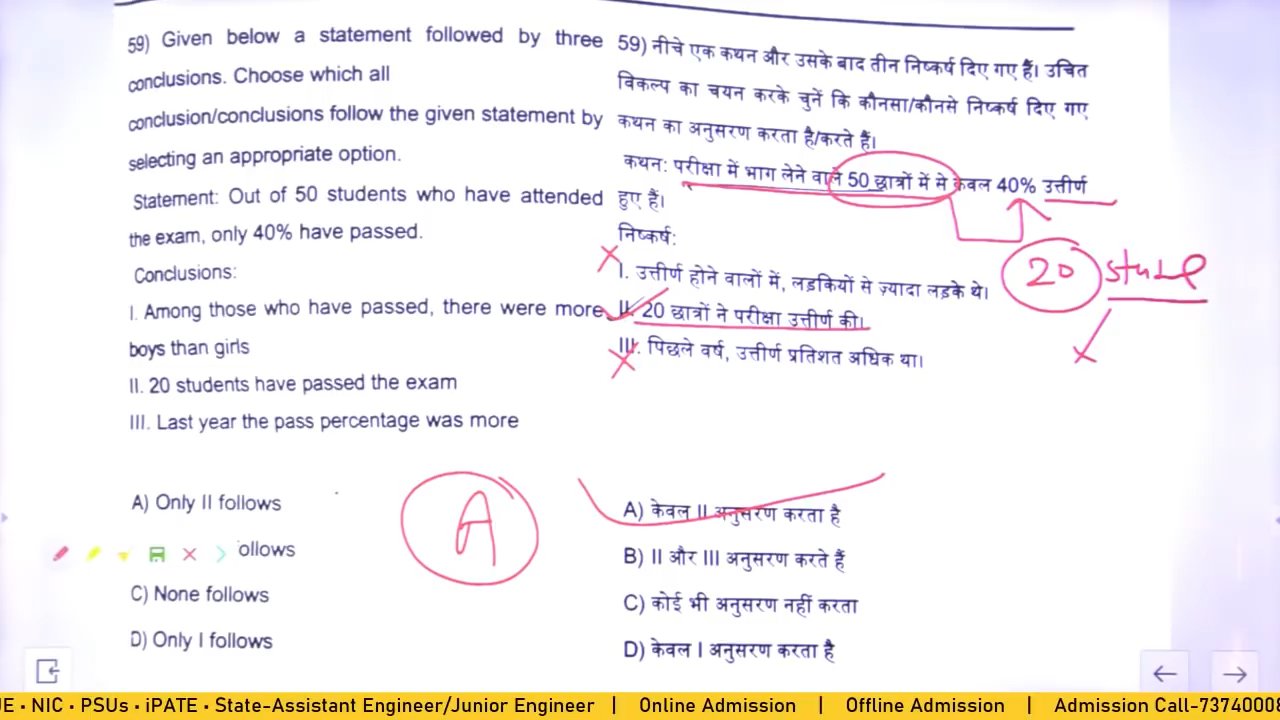 59) Given below a statement followed by three
conclusions. Choose which all
conclusion/conclusions follow the given statement by
selecting an appropriate option.
Statement: Out of 50 students who have attended
the exam, only 40% have passed.
Conclusions:
I. Among those who have passed, there were more
boys than girls
II. 20 students have passed the exam
III. Last year the pass percentage was more
A) Only II follows
ollows
C) None follows
D) Only I follows
A
59) नीचे एक कथन और उसके बाद तीन निष्कर्ष दिए गए हैं। उचित
विकल्प का चयन करके चुनें कि कौनसा/कौनसे निष्कर्ष दिए गए
कथन का अनुसरण करता है/करते हैं।
कथन: परीक्षा में भाग लेने वाले 50 छात्रों में से केवल 40% उत्तीर्ण
हुए हैं।
निष्कर्ष:
I. उत्तीर्ण होने वालों में, लड़कियों से ज़्यादा लड़के थे।
II. 20 छात्रों ने परीक्षा उत्तीर्ण की।
III. पिछले वर्ष, उत्तीर्ण प्रतिशत अधिक था।
20
A) केवल II अनुसरण करता है
B) II और III अनुसरण करते हैं
C) कोई भी अनुसरण नहीं करता
D) केवल I अनुसरण करता है
JE • NIC • PSUs • iPATE • State-Assistant Engineer/Junior Engineer | Online Admission | Offline Admission | Admission Call-73740008